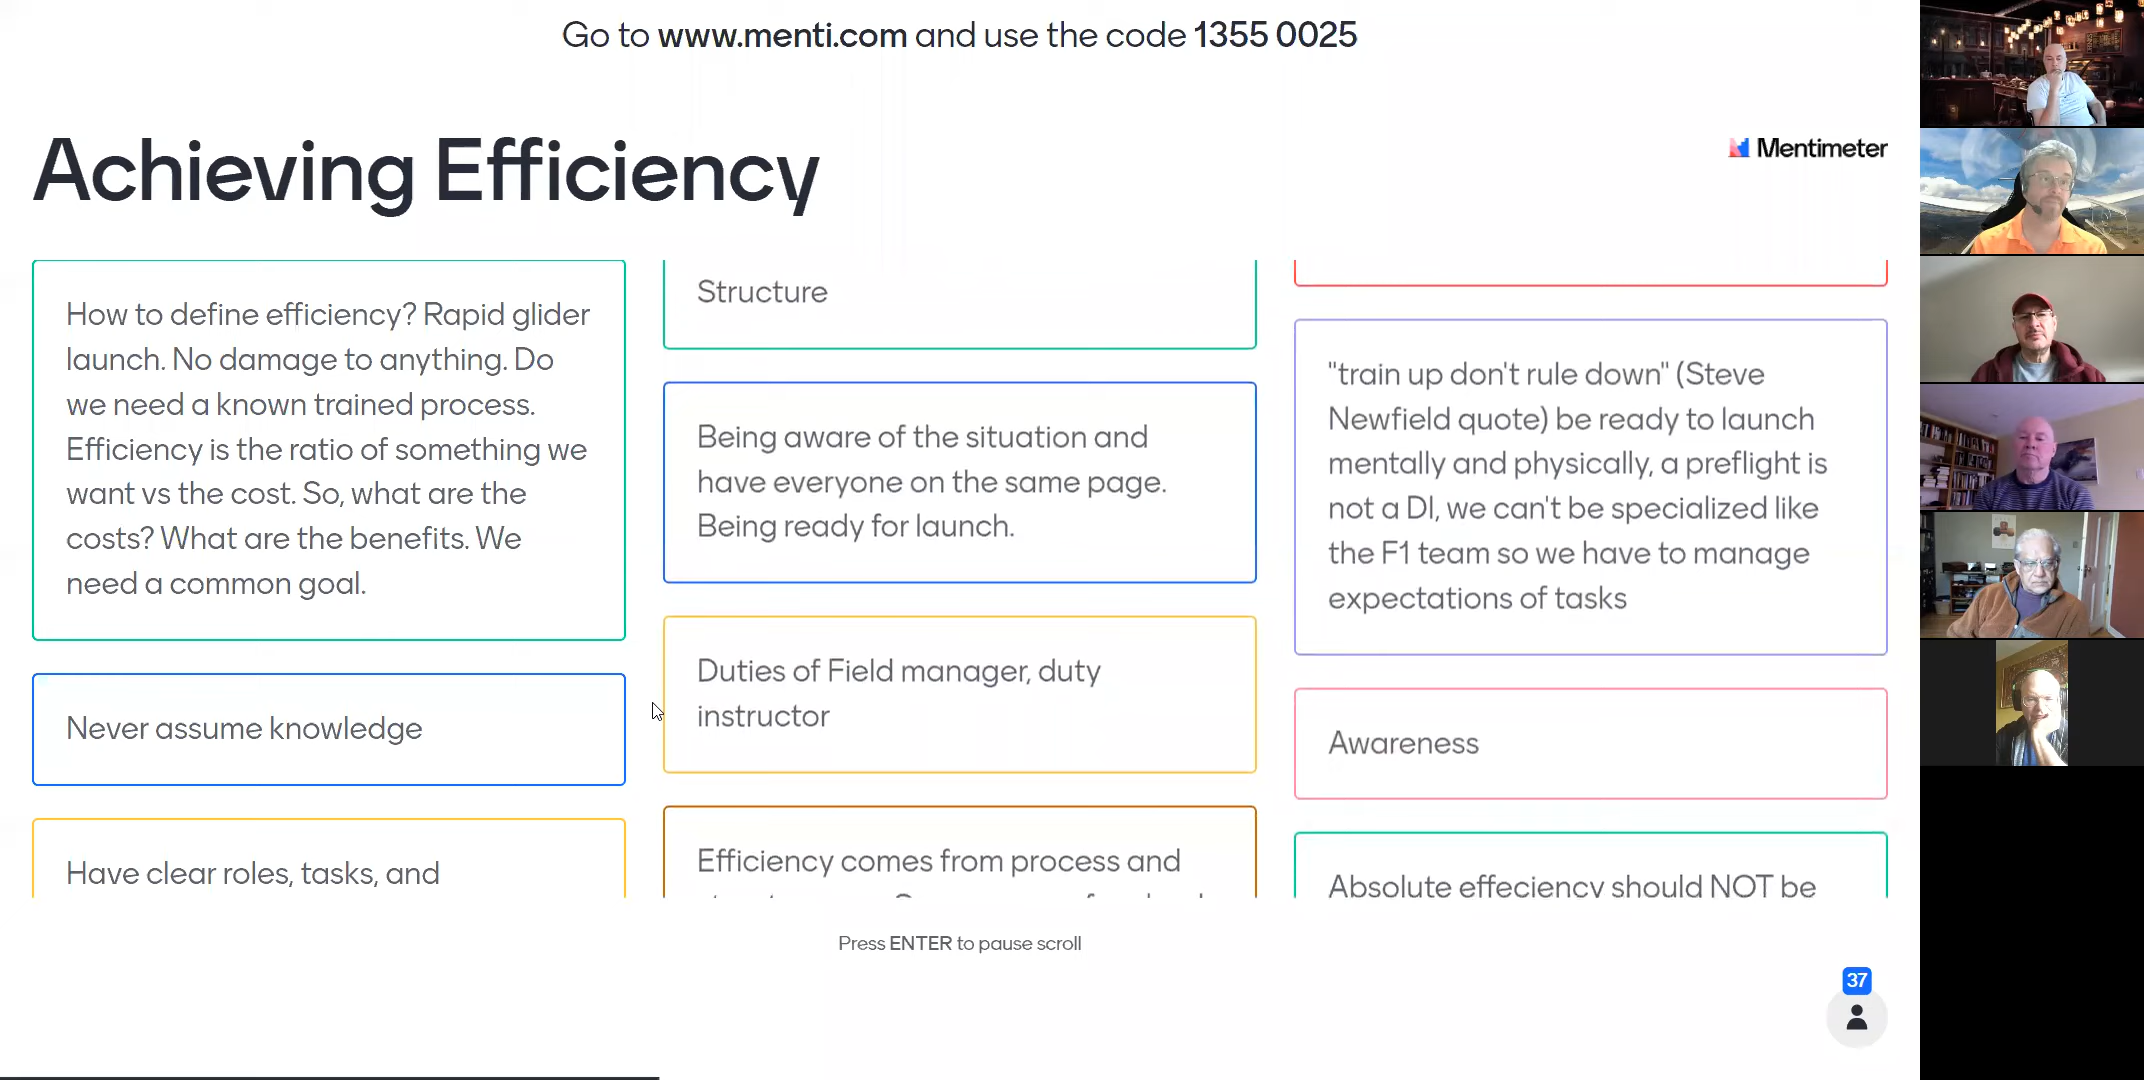 Go to www.menti.com and use the code 1355 0025
Achieving Efficiency
Mentimeter
How to define efficiency? Rapid glider
launch. No damage to anything. Do
we need a known trained process.
Efficiency is the ratio of something we
want vs the cost. So, what are the
costs? What are the benefits. We
need a common goal.
Never assume knowledge
Have clear roles, tasks, and
Structure
Being aware of the situation and
have everyone on the same page.
Being ready for launch.
Duties of Field manager, duty
instructor
Efficiency comes from process and
"train up don't rule down" (Steve
Newfield quote) be ready to launch
mentally and physically, a preflight is
not a DI, we can't be specialized like
the F1 team so we have to manage
expectations of tasks
Awareness
Absolute effeciency should NOT be
Press ENTER to pause scroll
37